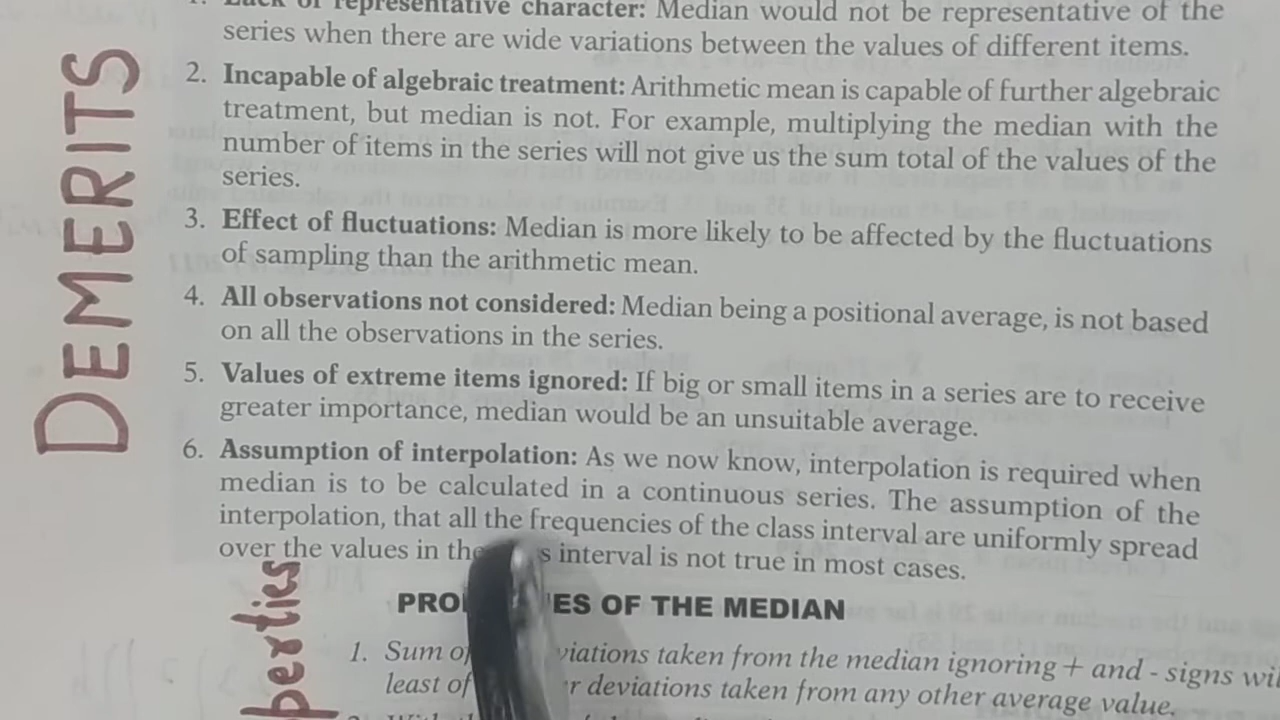 representative character: Median would not be representative of the
series when there are wide variations between the values of different items.
2. Incapable of algebraic treatment: Arithmetic mean is capable of further algebraic
treatment, but median is not. For example, multiplying the median with the
number of items in the series will not give us the sum total of the values of the
series.
3. Effect of fluctuations: Median is more likely to be affected by the fluctuations
of sampling than the arithmetic mean.
4. All observations not considered: Median being a positional average, is not based
on all the observations in the series.
5. Values of extreme items ignored: If big or small items in a series are to receive
greater importance, median would be an unsuitable average.
6. Assumption of interpolation: As we now know, interpolation is required when
median is to be calculated in a continuous series. The assumption of the
interpolation, that all the frequencies of the class interval are uniformly spread
over the values in the interval is not true in most cases.
DEMERITS
OF THE MEDIAN
1. Sum taken from the median ignoring + and - signs
least of deviations taken from any other average value.